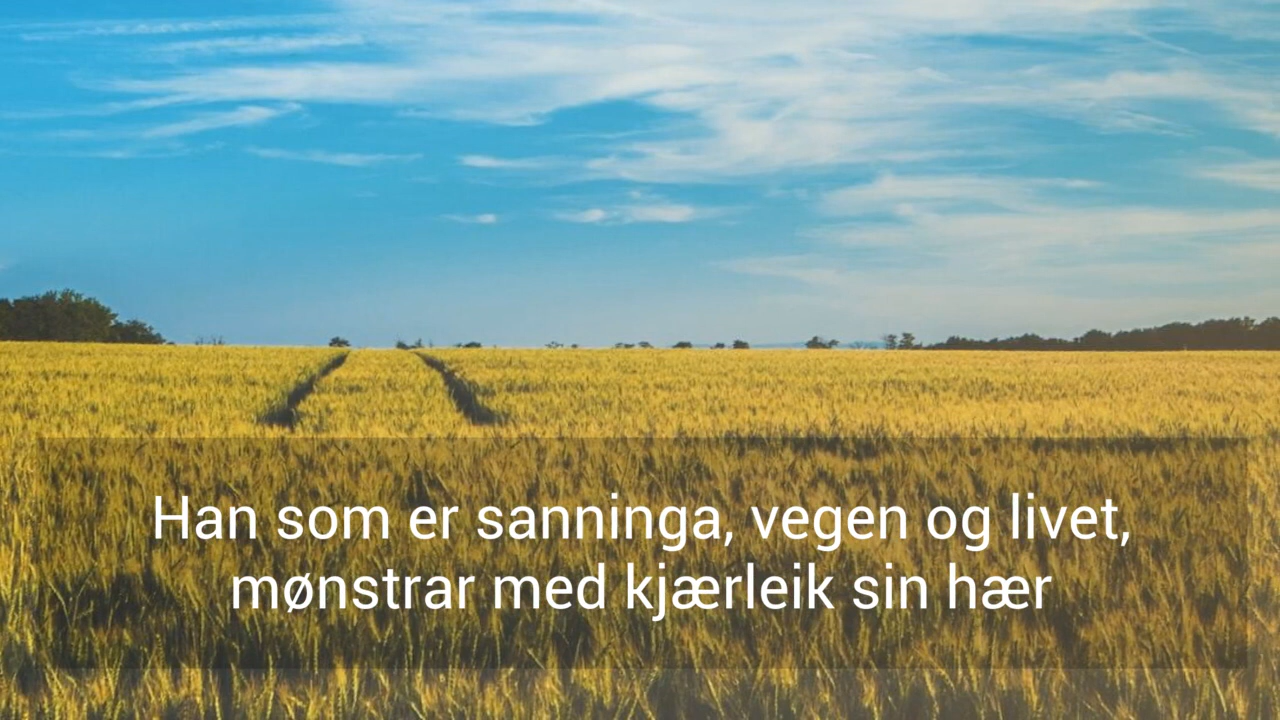 Han som er sanninga, vegen og livet,
mønstrar med kjærleik sin hær